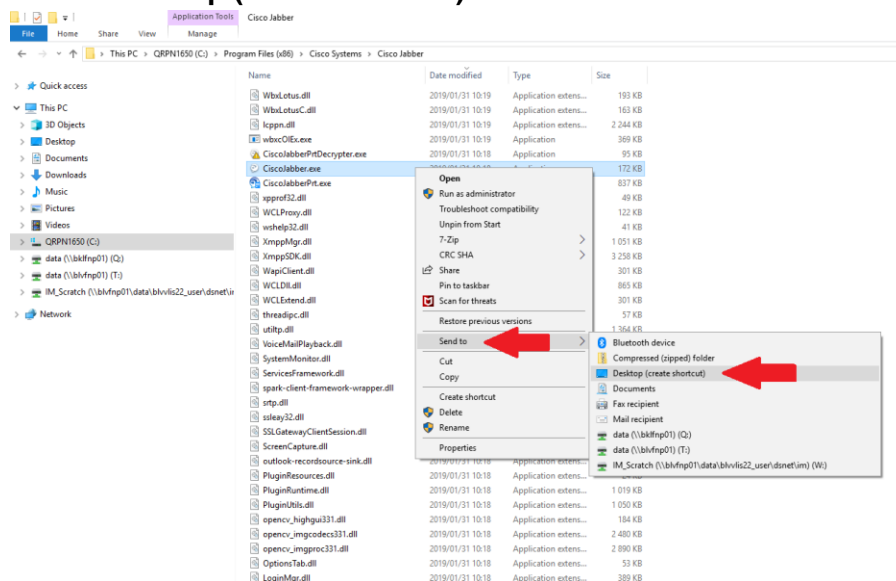 Application Tools Cisco Jabber
File Home Share View Manage
This PC > QRPN1650 (C:) > Program Files (x86) > Cisco Systems > Cisco Jabber
Name Date modified Type Size
Quick access
This PC
3D Objects
Desktop
Documents
Downloads
Music
Pictures
Videos
QRPN1650 (C:)
data (\\bklfnp01) (Q:)
data (\\blvfnp01) (T:)
IM_Scratch (\\blvfnp01\data\blvvlis22_user\dsnet\in
Network
WbxLotus.dll 2019/01/31 10:19 Application extens... 193 KB
WbxLotusC.dll 2019/01/31 10:19 Application extens... 163 KB
lcppn.dll 2019/01/31 10:19 Application extens... 2 244 KB
wbxcOIEx.exe 2019/01/31 10:19 Application 369 KB
CiscoJabberPrtDecrypter.exe 2019/01/31 10:18 Application 95 KB
CiscoJabber.exe 172 KB
CiscoJabberPrt.exe 837 KB
xpprof32.dll 49 KB
WCLProxy.dll 122 KB
wshelp32.dll 41 KB
XmppMgr.dll 1 051 KB
XmppSDK.dll 3 258 KB
WapiClient.dll 301 KB
WCLDll.dll 865 KB
WCLExtend.dll 301 KB
threadipc.dll 57 KB
utiltp.dll 1 364 KB
VoiceMailPlayback.dll
SystemMonitor.dll
ServicesFramework.dll
spark-client-framework-wrapper.dll
srtp.dll
ssleay32.dll
SSLGatewayClientSession.dll
ScreenCapture.dll
outlook-recordsource-sink.dll 2019/01/31 10:18 Application extens...
PluginResources.dll 2019/01/31 10:18 Application extens...
PluginRuntime.dll 2019/01/31 10:18 Application extens... 1 019 KB
PluginUtils.dll 2019/01/31 10:18 Application extens... 1 050 KB
opencv_highgui331.dll 2019/01/31 10:18 Application extens... 184 KB
opencv_imgcodecs331.dll 2019/01/31 10:18 Application extens... 2 480 KB
opencv_imgproc331.dll 2019/01/31 10:18 Application extens... 2 890 KB
OptionsTab.dll 2019/01/31 10:18 Application extens... 53 KB
LoginMgr.dll 2019/01/31 10:18 Application extens... 389 KB
Open
Run as administrator
Troubleshoot compatibility
Unpin from Start
7-Zip
CRC SHA
Share
Pin to taskbar
Scan for threats
Restore previous versions
Send to
Cut
Copy
Create shortcut
Delete
Rename
Properties
Bluetooth device
Compressed (zipped) folder
Desktop (create shortcut)
Documents
Fax recipient
Mail recipient
data (\\bklfnp01) (Q:)
data (\\blvfnp01) (T:)
IM_Scratch (\\blvfnp01\data\blvvlis22_user\dsnet\im) (W:)